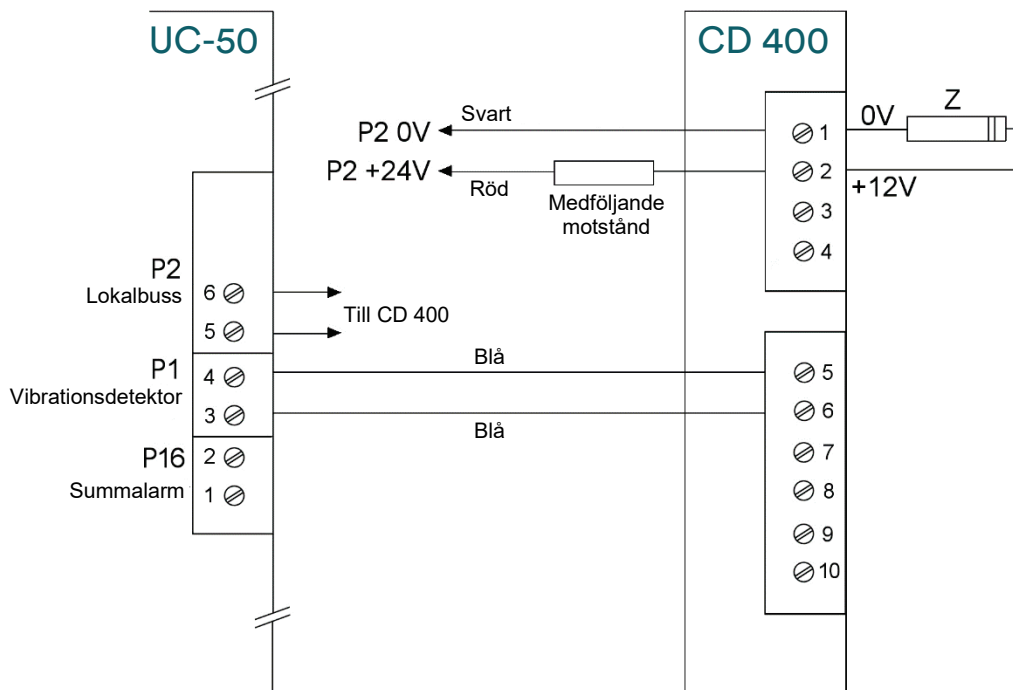 UC-50
CD 400
Svart
P2 0V
1
0V
Z
P2 +24V
Röd
Medföljande
motstånd
2
+12V
3
4
P2
Lokalbuss
6
5
Till CD 400
P1
Vibrationsdetektor
4
3
Blå
Blå
5
6
7
8
9
10
P16
Summalarm
2
1